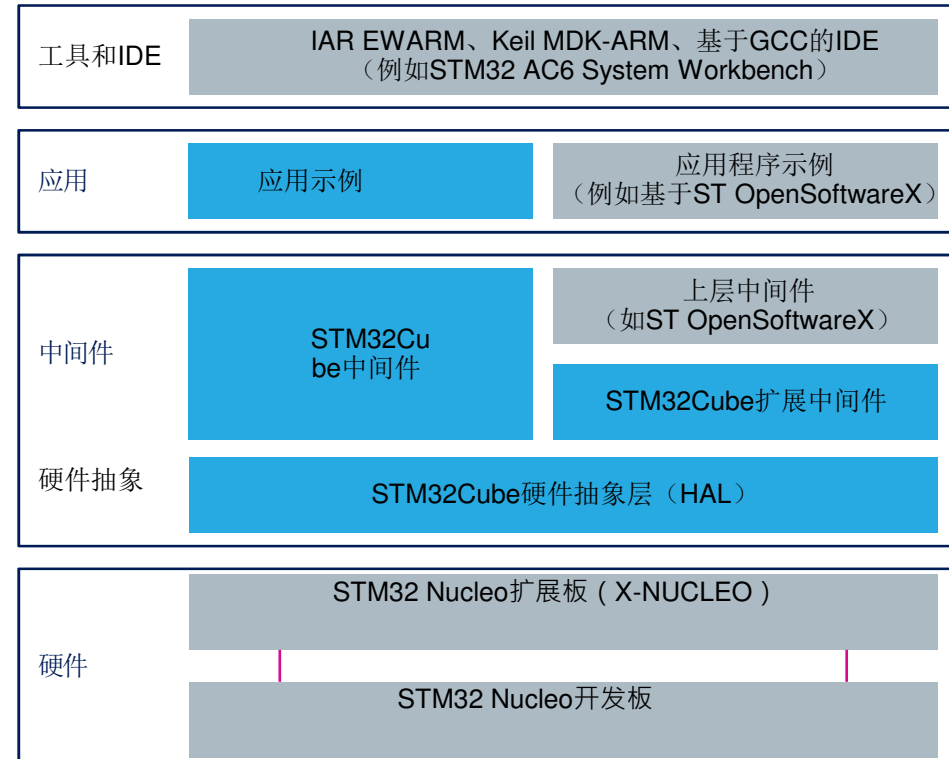 工具和IDE
IAR EWARM、Keil MDK-ARM、基于GCC的IDE
（例如STM32 AC6 System Workbench）
应用
应用示例
应用程序示例
（例如基于ST OpenSoftwareX）
中间件
STM32Cu
be中间件
上层中间件
（如ST OpenSoftwareX）
STM32Cube扩展中间件
硬件抽象
STM32Cube硬件抽象层（HAL）
硬件
STM32 Nucleo扩展板（X-NUCLEO）
STM32 Nucleo开发板